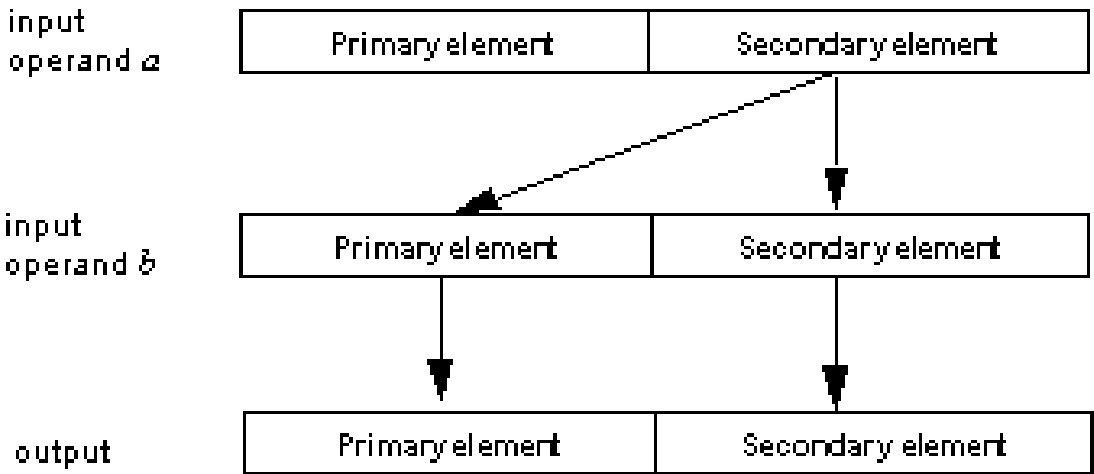 input
operand a
Primary element
Secondary element
input
operand b
Primary element
Secondary element
output
Primary element
Secondary element